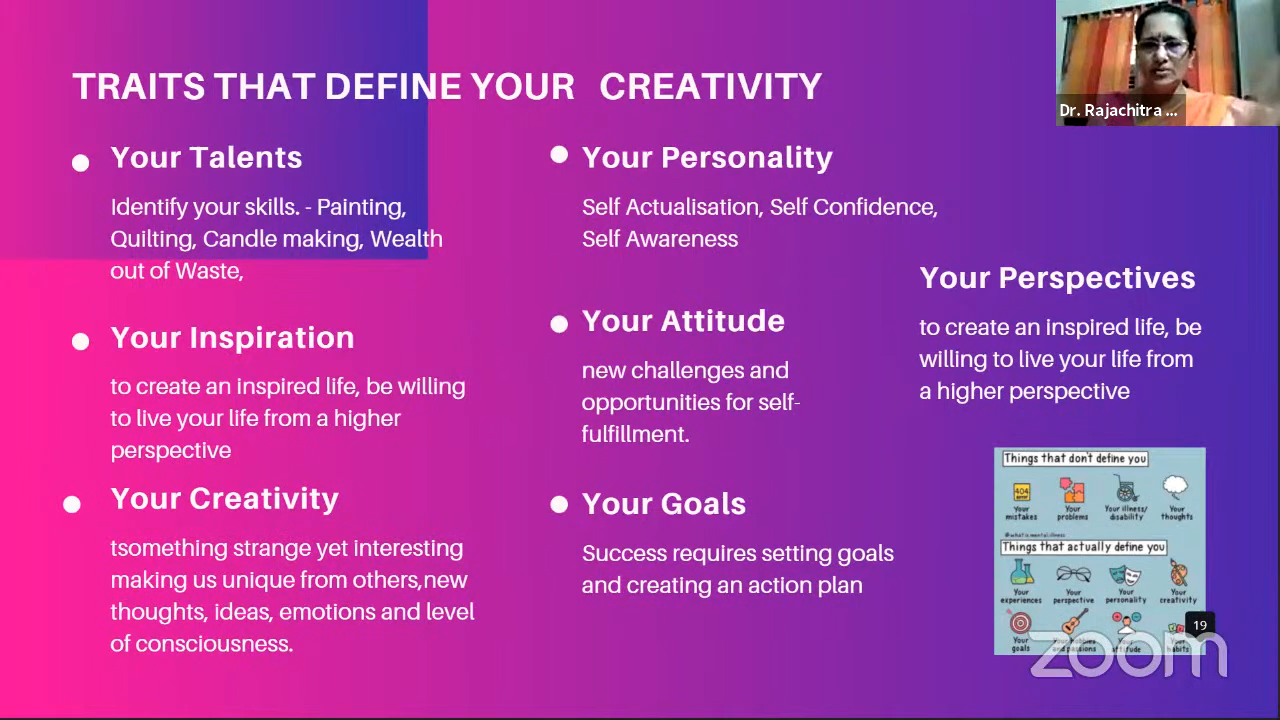 TRAITS THAT DEFINE YOUR CREATIVITY
Your Talents
Identify your skills. - Painting,
Quilting, Candle making, Wealth
out of Waste,
Your Inspiration
to create an inspired life, be willing
to live your life from a higher
perspective
Your Creativity
tsomething strange yet interesting
making us unique from others,new
thoughts, ideas, emotions and level
of consciousness.
Your Personality
Self Actualisation, Self Confidence,
Self Awareness
Your Attitude
new challenges and
opportunities for self-
fulfillment.
Your Goals
Success requires setting goals
and creating an action plan
Your Perspectives
to create an inspired life, be
willing to live your life from
a higher perspective
Dr. Rajachitra ...
Things that don't define you
404
Your mistakes
Your problems
Your illness/ disability
Your thoughts
@whatismentalillness
Things that actually define you
Your experiences
Your perspective
Your personality
Your creativity
Your goals
Your hobbies and passions
Your attitude
Your habits
19
zoom